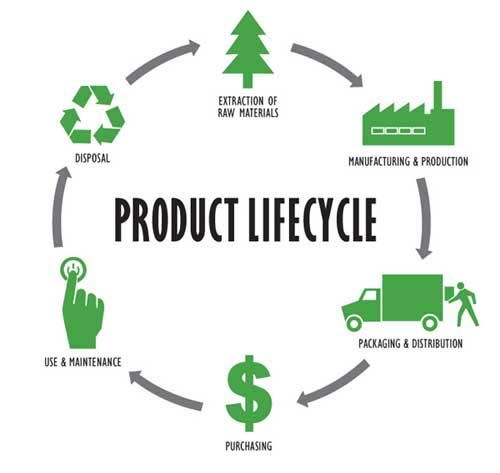 EXTRACTION OF
RAW MATERIALS
MANUFACTURING & PRODUCTION
PACKAGING & DISTRIBUTION
PURCHASING
USE & MAINTENANCE
DISPOSAL
PRODUCT LIFECYCLE
$